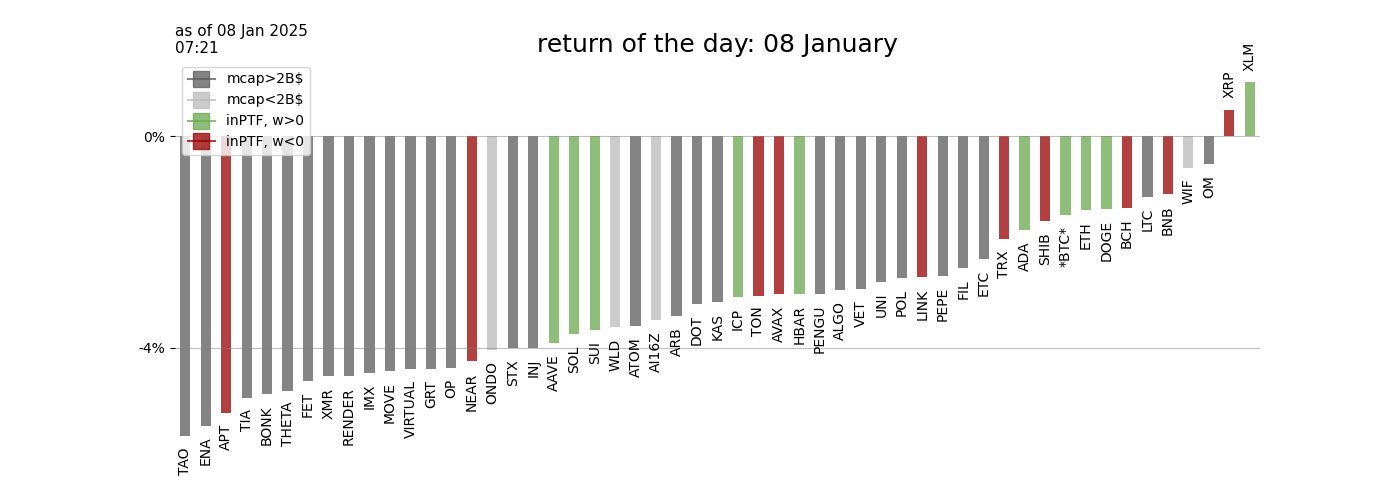 as of 08 Jan 2025
07:21
return of the day: 08 January
mcap>2B$
mcap<2B$
inPTF, w>0
inPTF, w<0
0%
-4%
TAO
ENA
APT
TIA
BONK
THETA
FET
XMR
RENDER
IMX
MOVE
VIRTUAL
GRT
OP
NEAR
ONDO
STX
INJ
AAVE
SOL
SUI
WLD
ATOM
AI16Z
ARB
DOT
KAS
ICP
TON
AVAX
HBAR
PENGU
ALGO
VET
UNI
POL
LINK
PEPE
FIL
ETC
TRX
ADA
SHIB
*BTC*
ETH
DOGE
BCH
LTC
BNB
WIF
OM
XRP
XLM